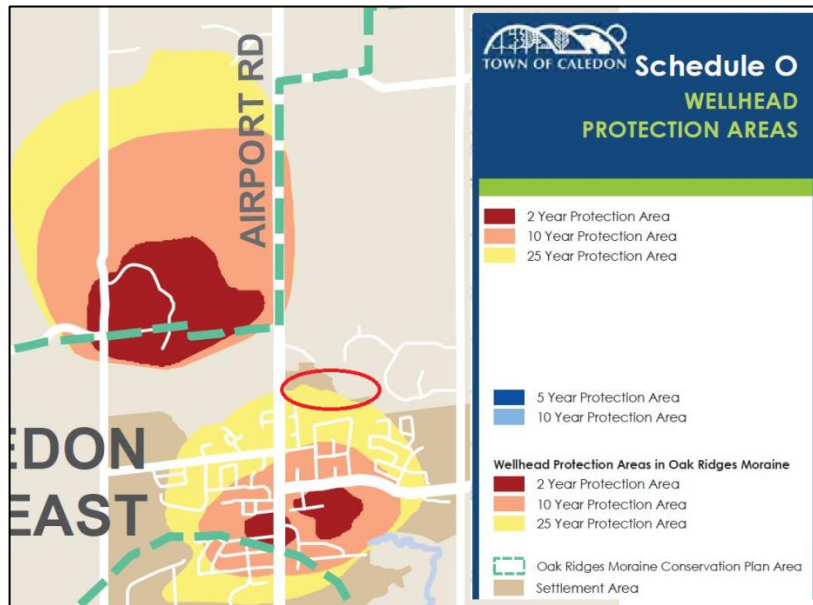 AIRPORT RD
EDON
EAST
TOWN OF CALEDON
Schedule O
WELLHEAD
PROTECTION AREAS
2 Year Protection Area
10 Year Protection Area
25 Year Protection Area
5 Year Protection Area
10 Year Protection Area
Wellhead Protection Areas in Oak Ridges Moraine
2 Year Protection Area
10 Year Protection Area
25 Year Protection Area
Oak Ridges Moraine Conservation Plan Area
Settlement Area